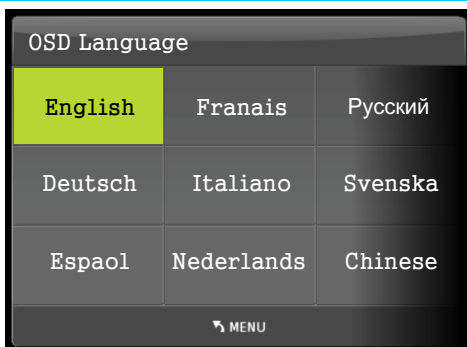 OSD Language
English Franais Русский
Deutsch Italiano Svenska
Espaol Nederlands Chinese
MENU